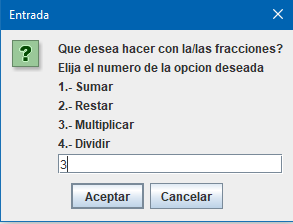 Entrada
?
Que desea hacer con la/las fracciones?
Elija el numero de la opcion deseada
1.- Sumar
2.- Restar
3.- Multiplicar
4.- Dividir
3
Aceptar Cancelar